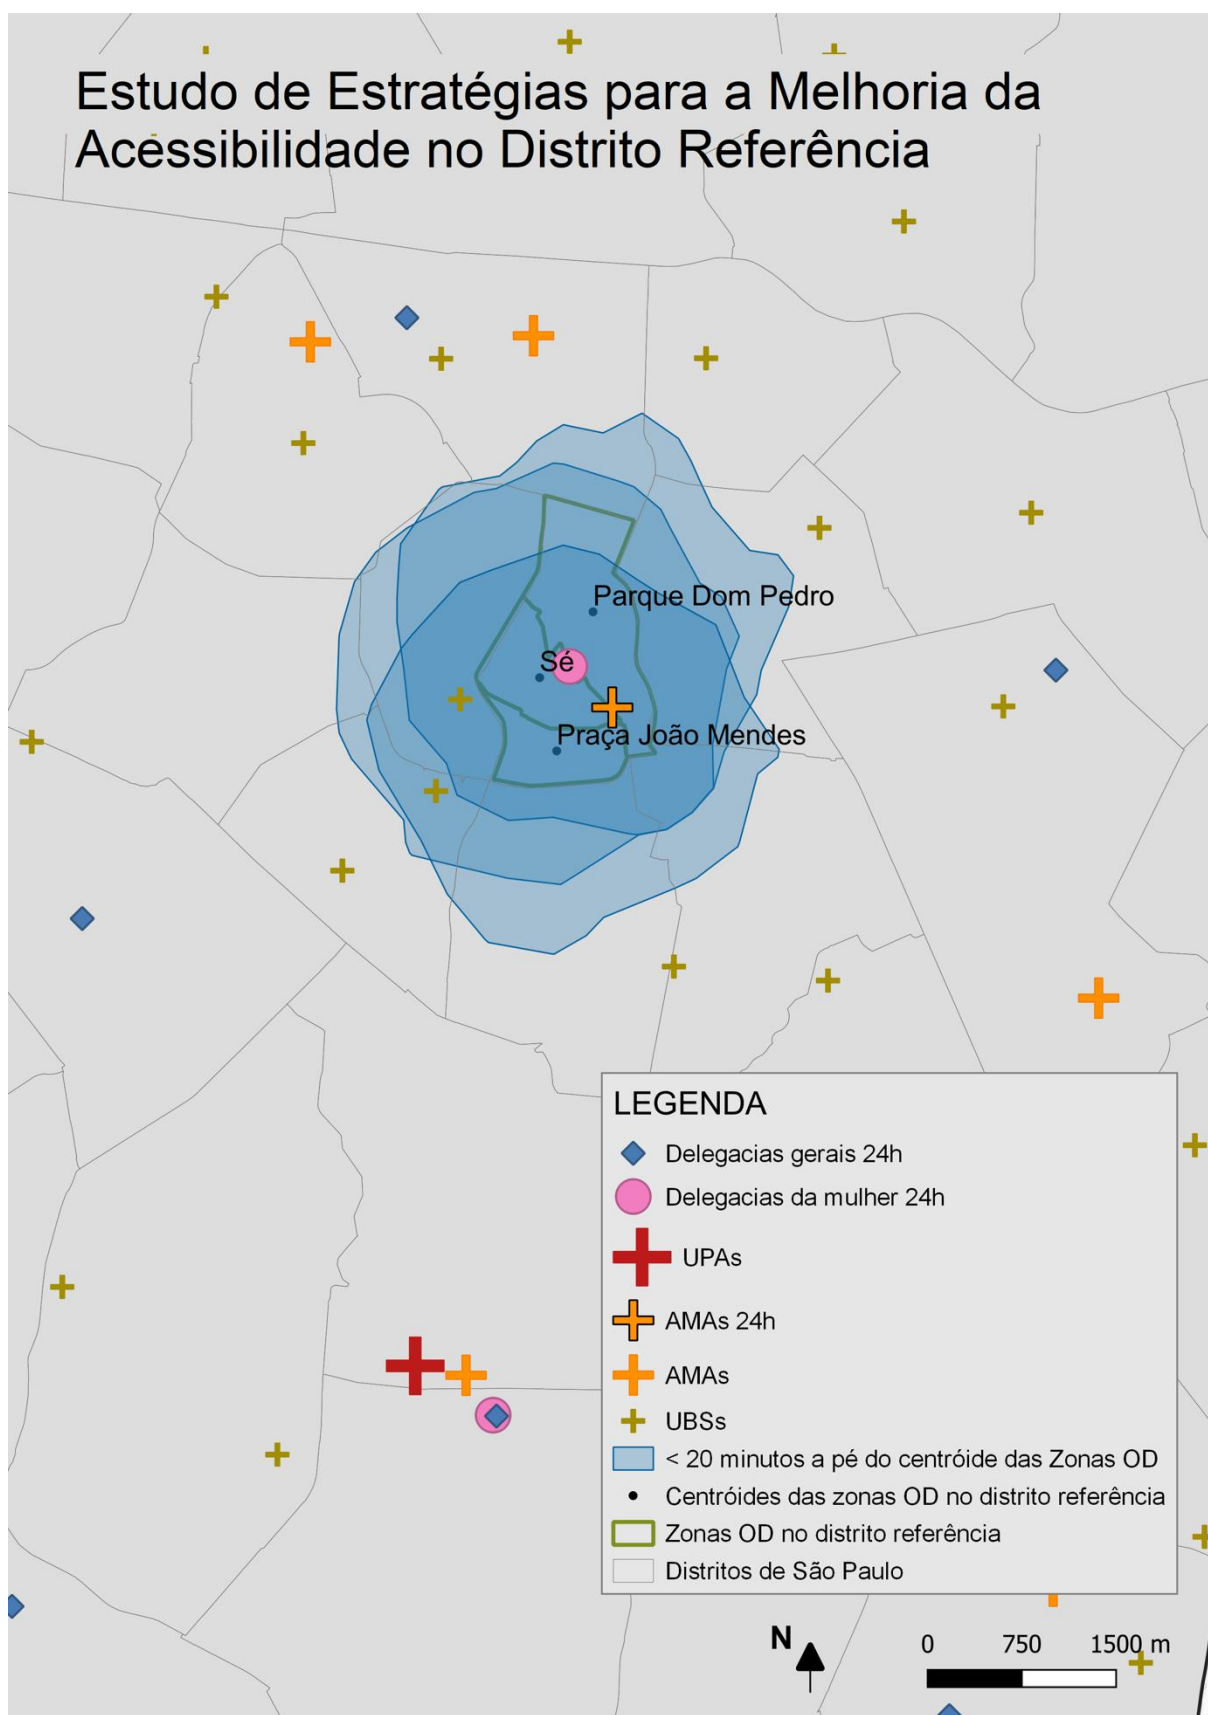 Estudo de Estratégias para a Melhoria da
Acessibilidade no Distrito Referência
Parque Dom Pedro
Sé
Praça João Mendes
LEGENDA
Delegacias gerais 24h
Delegacias da mulher 24h
UPAs
AMAs 24h
AMAs
UBSs
< 20 minutos a pé do centróide das Zonas OD
Centróides das zonas OD no distrito referência
Zonas OD no distrito referência
Distritos de São Paulo
N
0 750 1500 m